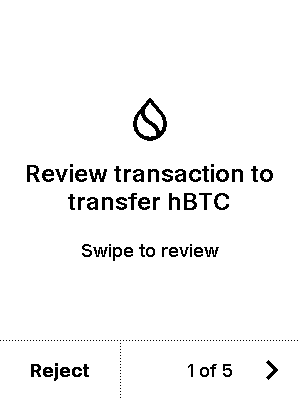 Review transaction to
transfer hBTC
Swipe to review
Reject
1 of 5